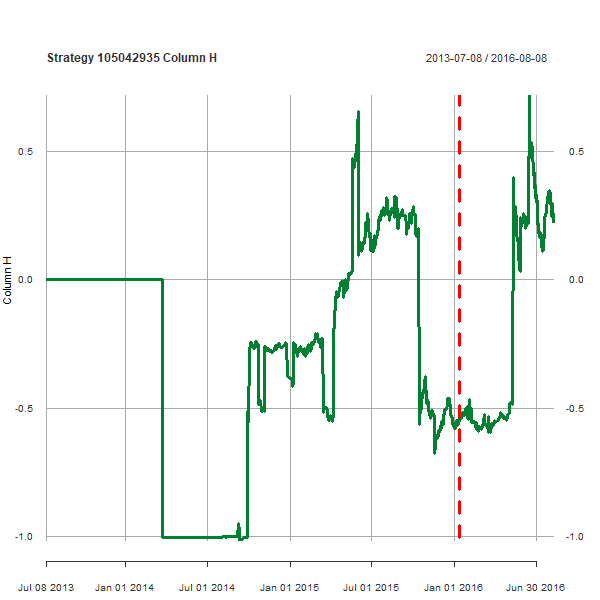 Strategy 105042935 Column H
2013-07-08 / 2016-08-08
Column H
0.5
0.5
0.0
0.0
-0.5
-0.5
-1.0
-1.0
Jul 08 2013
Jan 01 2014
Jul 01 2014
Jan 01 2015
Jul 01 2015
Jan 01 2016
Jun 30 2016